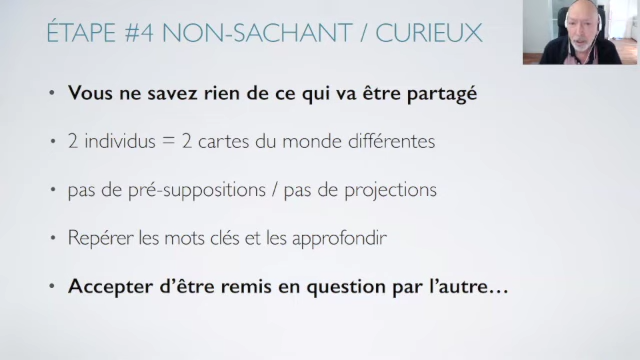 ÉTAPE #4 NON-SACHANT / CURIEUX
• Vous ne savez rien de ce qui va être partagé
• 2 individus = 2 cartes du monde différentes
• pas de pré-suppositions / pas de projections
• Repérer les mots clés et les approfondir
• Accepter d’être remis en question par l’autre…